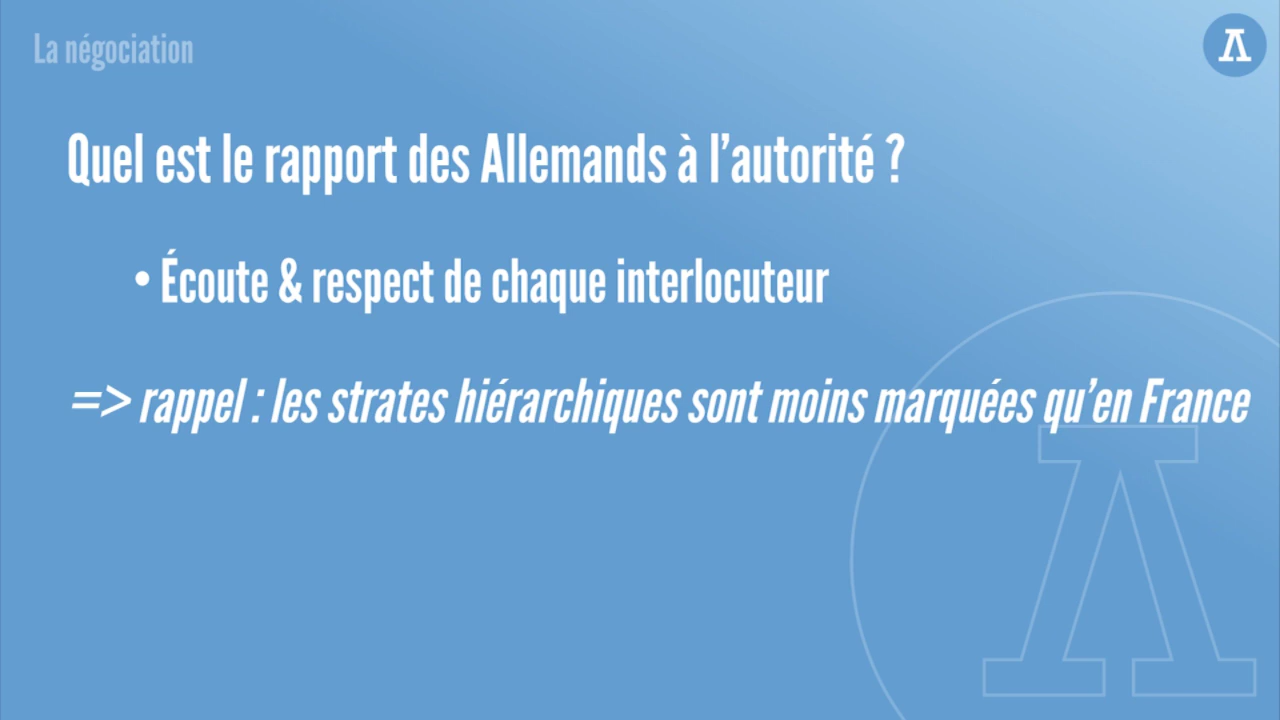 La négociation
Quel est le rapport des Allemands à l’autorité ?
• Écoute & respect de chaque interlocuteur
=> rappel : les strates hiérarchiques sont moins marquées qu’en France